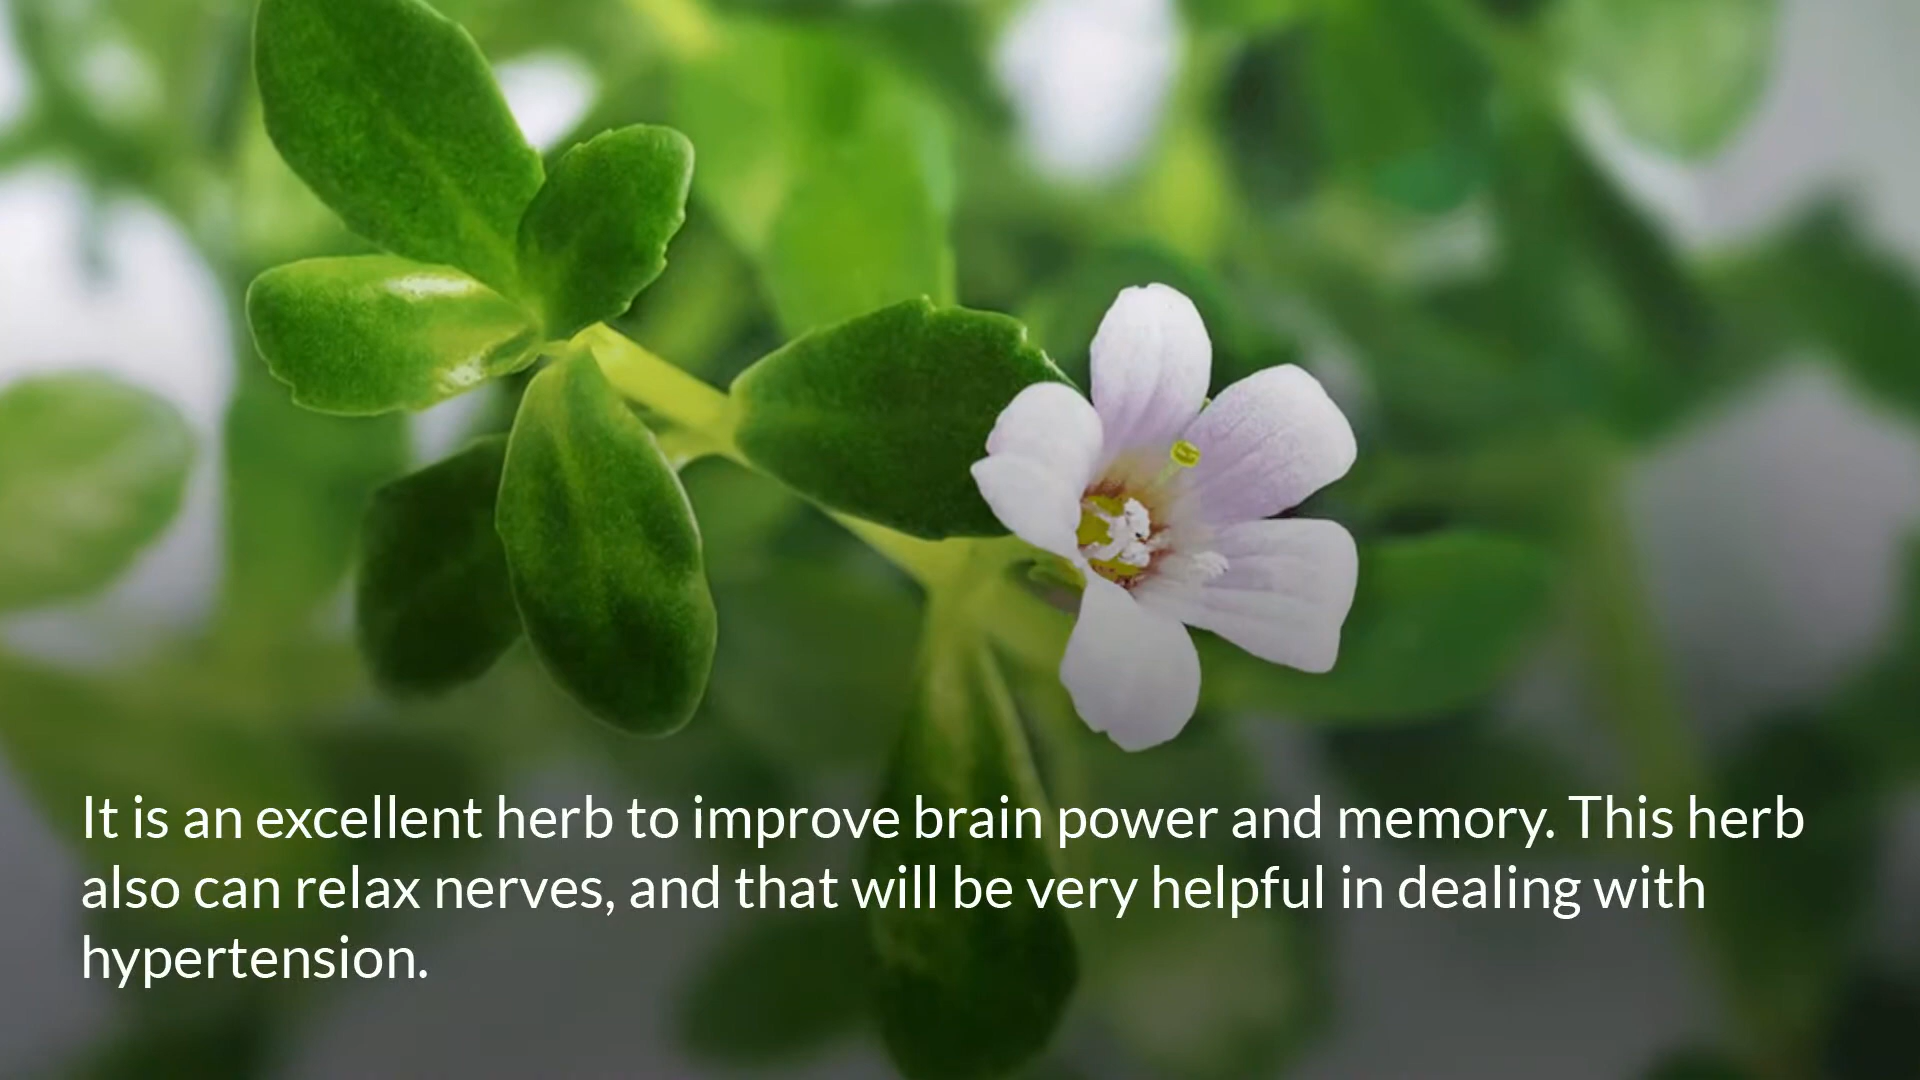 It is an excellent herb to improve brain power and memory. This herb
also can relax nerves, and that will be very helpful in dealing with
hypertension.